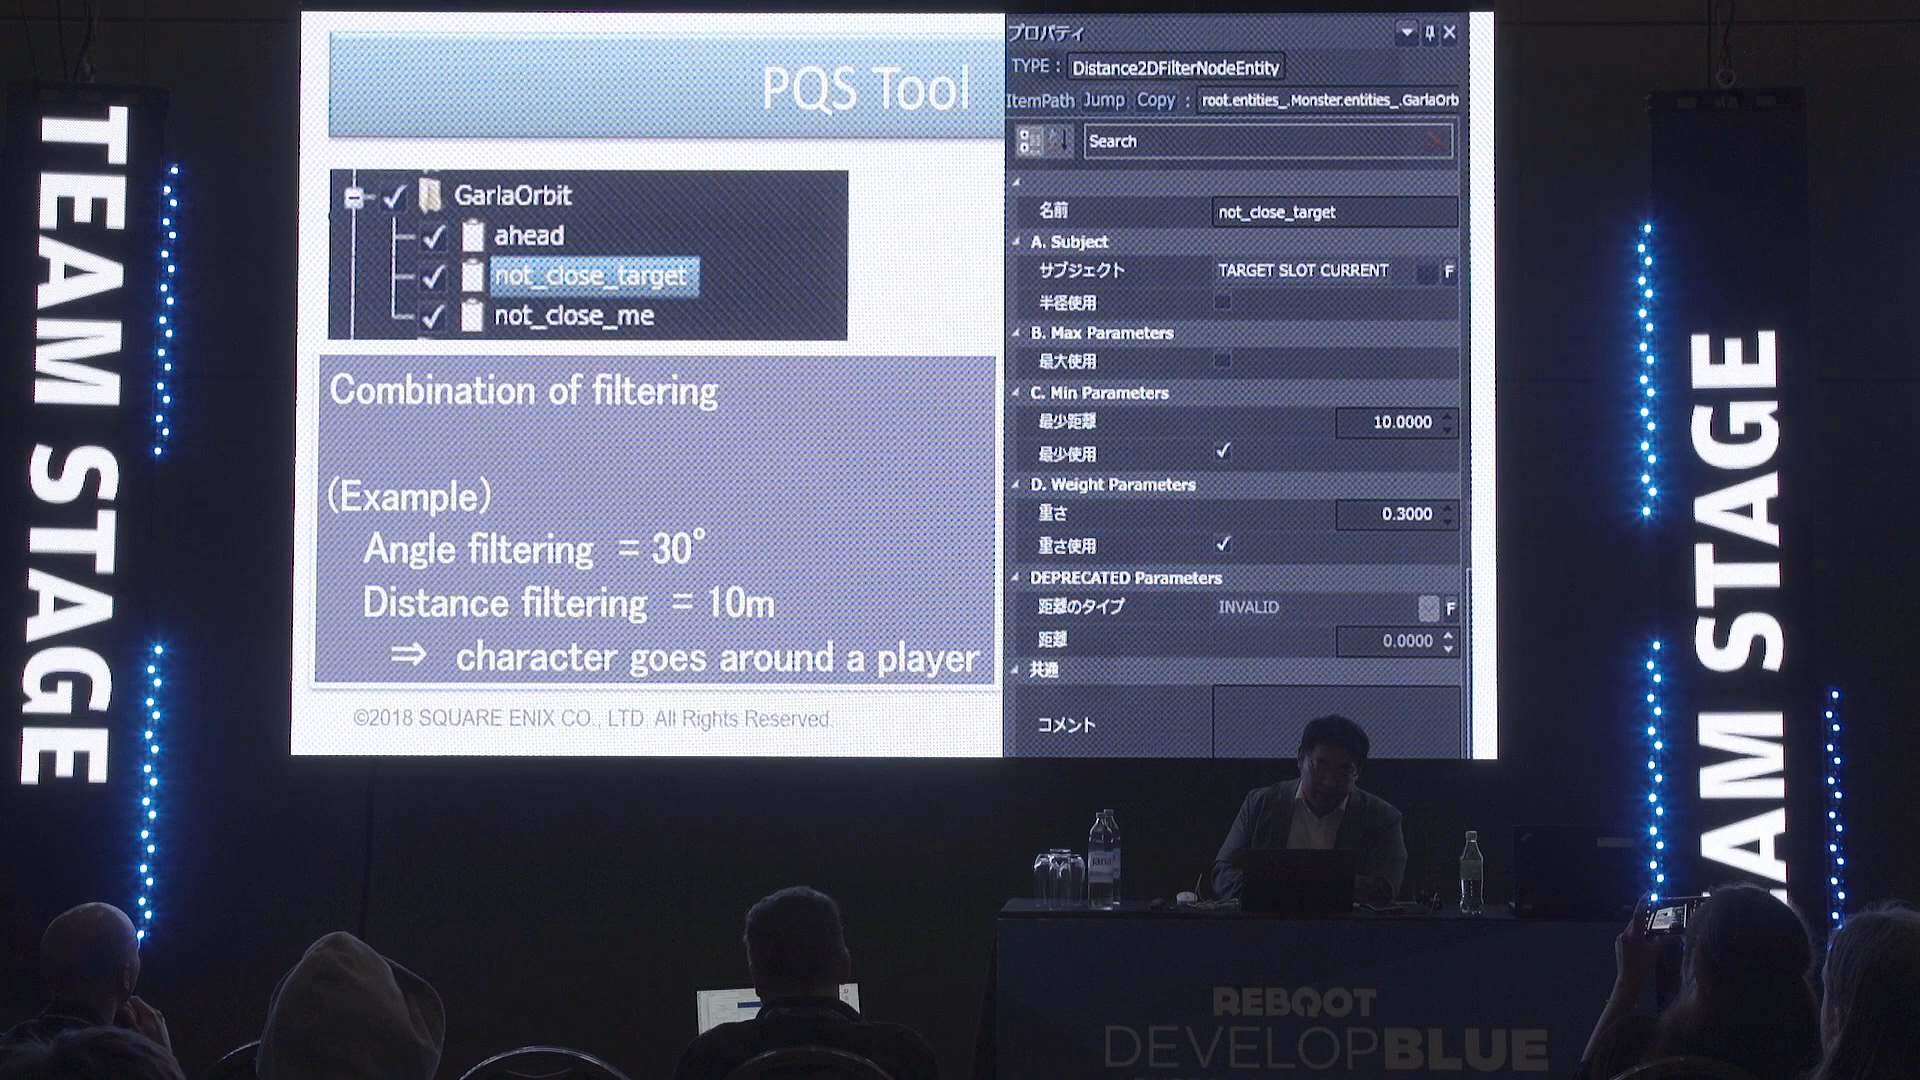 TEAM STAGE
PQS Tool
GarlaOrbit
ahead
not_close_target
not_close_me
Combination of filtering
(Example)
Angle filtering = 30°
Distance filtering = 10m
⇒ character goes around a player
©2018 SQUARE ENIX CO., LTD. All Rights Reserved.
プロパティ
TYPE : Distance2DFilterNodeEntity
ItemPath Jump Copy : root.entities_.Monster.entities_.GarlaOrb
Search
名前 not_close_target
A. Subject
サブジェクト TARGET SLOT CURRENT F
半径使用
B. Max Parameters
最大使用
C. Min Parameters
最少距離 10.0000
最少使用
D. Weight Parameters
重さ 0.3000
重さ使用
DEPRECATED Parameters
距離のタイプ INVALID F
距離 0.0000
共通
コメント
AM STAGE
jana
REBOOT
DEVELOPBLUE